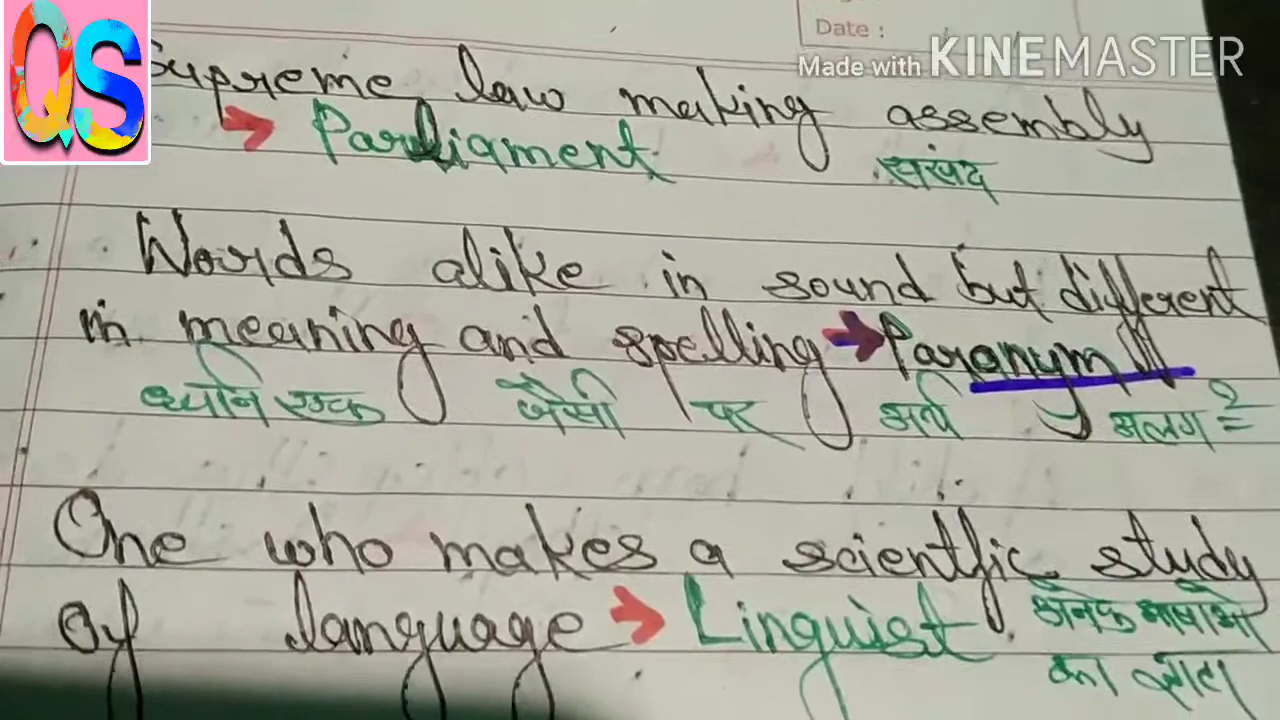 QS
Date :
Made with KINEMASTER
Supreme law making assembly
Parliament संसद
Words alike in sound but different
in meaning and spelling Paronym
ध्वनि एक जैसी पर अर्थ अलग है
One who makes a scientfic study
Of language Linguist अनेक भाषाओ
का ज्ञाता